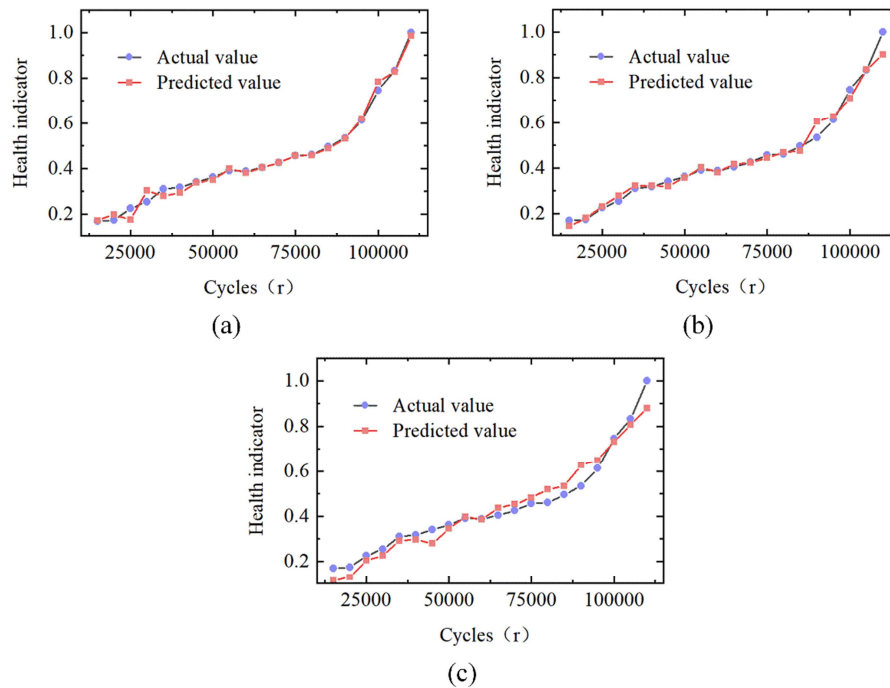 1.0
0.8
0.6
0.4
0.2
Health indicator
Actual value
Predicted value
25000 50000 75000 100000
Cycles（r）
(a)
1.0
0.8
0.6
0.4
0.2
Health indicator
Actual value
Predicted value
25000 50000 75000 100000
Cycles（r）
(b)
1.0
0.8
0.6
0.4
0.2
Health indicator
Actual value
Predicted value
25000 50000 75000 100000
Cycles（r）
(c)